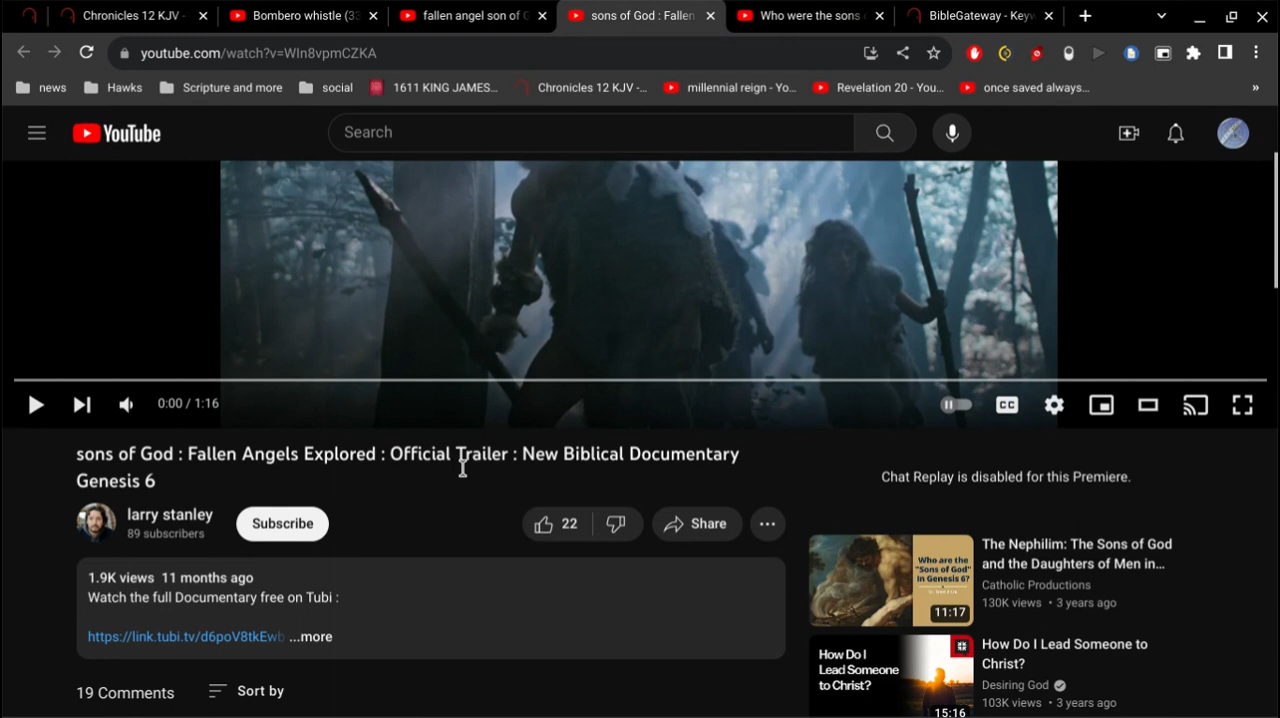 Chronicles 12 KJV -
Bombero whistle (33
fallen angel son of G
sons of God : Fallen
Who were the sons o
BibleGateway - Keyw
youtube.com/watch?v=WIn8vpmCZKA
news
Hawks
Scripture and more
social
1611 KING JAMES...
Chronicles 12 KJV -...
millennial reign - Yo...
Revelation 20 - You...
once saved always...
»
YouTube
Search
0:00 / 1:16
CC
sons of God : Fallen Angels Explored : Official Trailer : New Biblical Documentary
Genesis 6
larry stanley
89 subscribers
Subscribe
22
Share
1.9K views 11 months ago
Watch the full Documentary free on Tubi :
https://link.tubi.tv/d6poV8tkEwb ...more
19 Comments
Sort by
Chat Replay is disabled for this Premiere.
Who are the
"Sons of God"
in Genesis 6?
11:17
The Nephilim: The Sons of God
and the Daughters of Men in...
Catholic Productions
130K views • 3 years ago
How Do I
Lead Someone
to Christ?
15:16
How Do I Lead Someone to
Christ?
Desiring God
103K views • 3 years ago